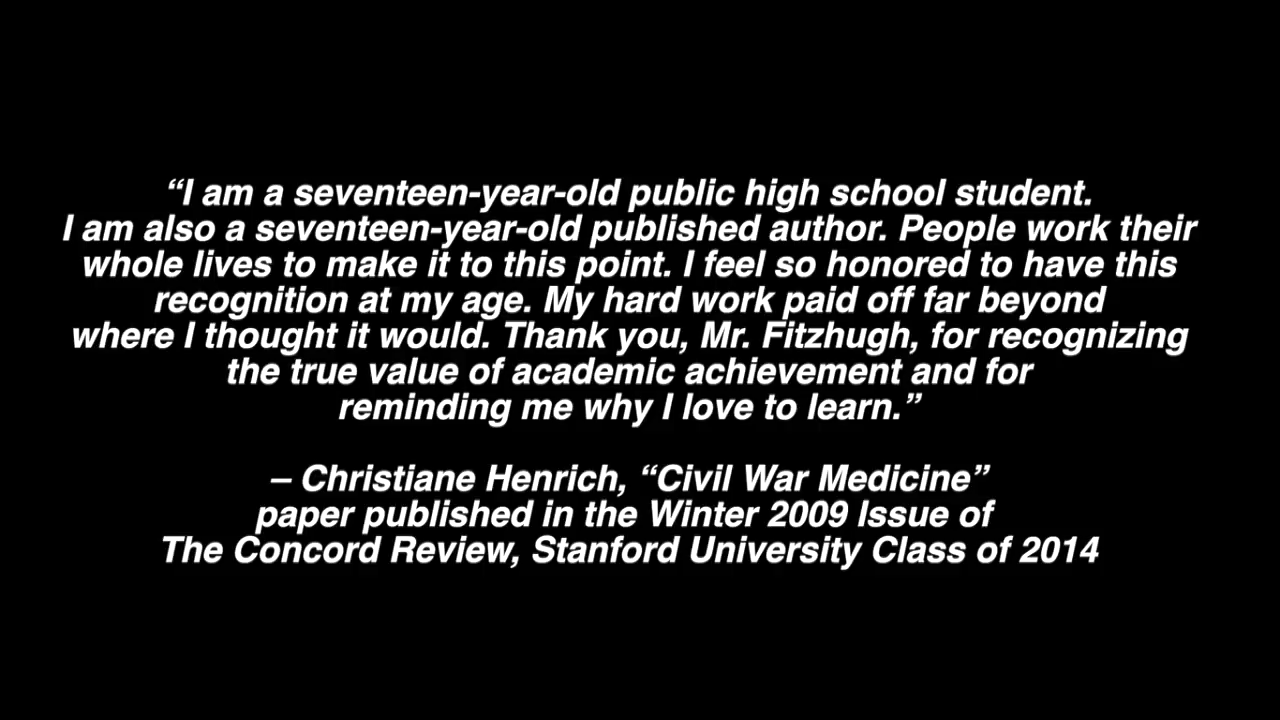 “I am a seventeen-year-old public high school student.
I am also a seventeen-year-old published author. People work their
whole lives to make it to this point. I feel so honored to have this
recognition at my age. My hard work paid off far beyond
where I thought it would. Thank you, Mr. Fitzhugh, for recognizing
the true value of academic achievement and for
reminding me why I love to learn.”
– Christiane Henrich, “Civil War Medicine”
paper published in the Winter 2009 Issue of
The Concord Review, Stanford University Class of 2014